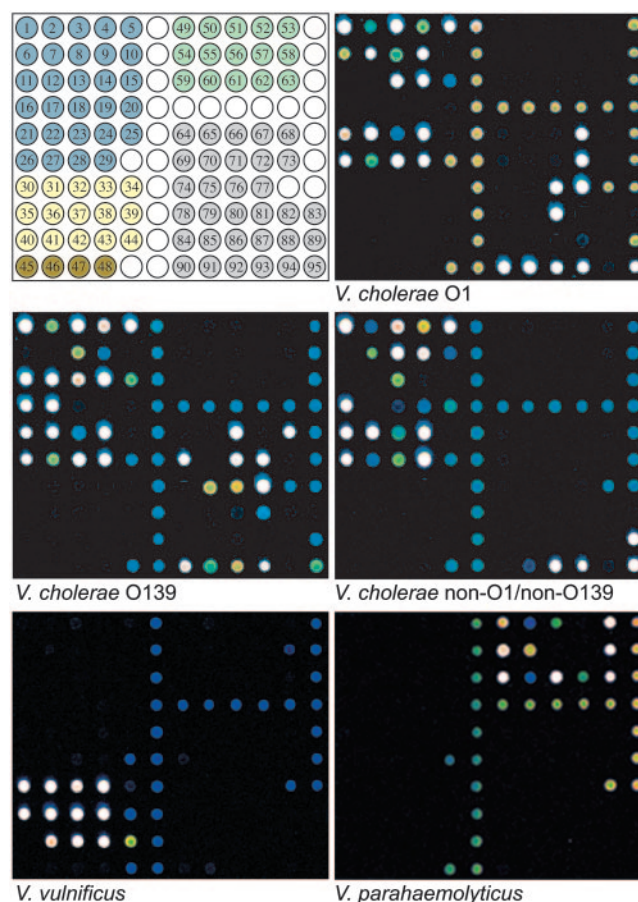 1 2 3 4 5 49 50 51 52 53
6 7 8 9 10 54 55 56 57 58
11 12 13 14 15 59 60 61 62 63
16 17 18 19 20
21 22 23 24 25 64 65 66 67 68
26 27 28 29 69 70 71 72 73
30 31 32 33 34 74 75 76 77
35 36 37 38 39 78 79 80 81 82 83
40 41 42 43 44 84 85 86 87 88 89
45 46 47 48 90 91 92 93 94 95
V. cholerae O1
V. cholerae O139
V. cholerae non-O1/non-O139
V. vulnificus
V. parahaemolyticus